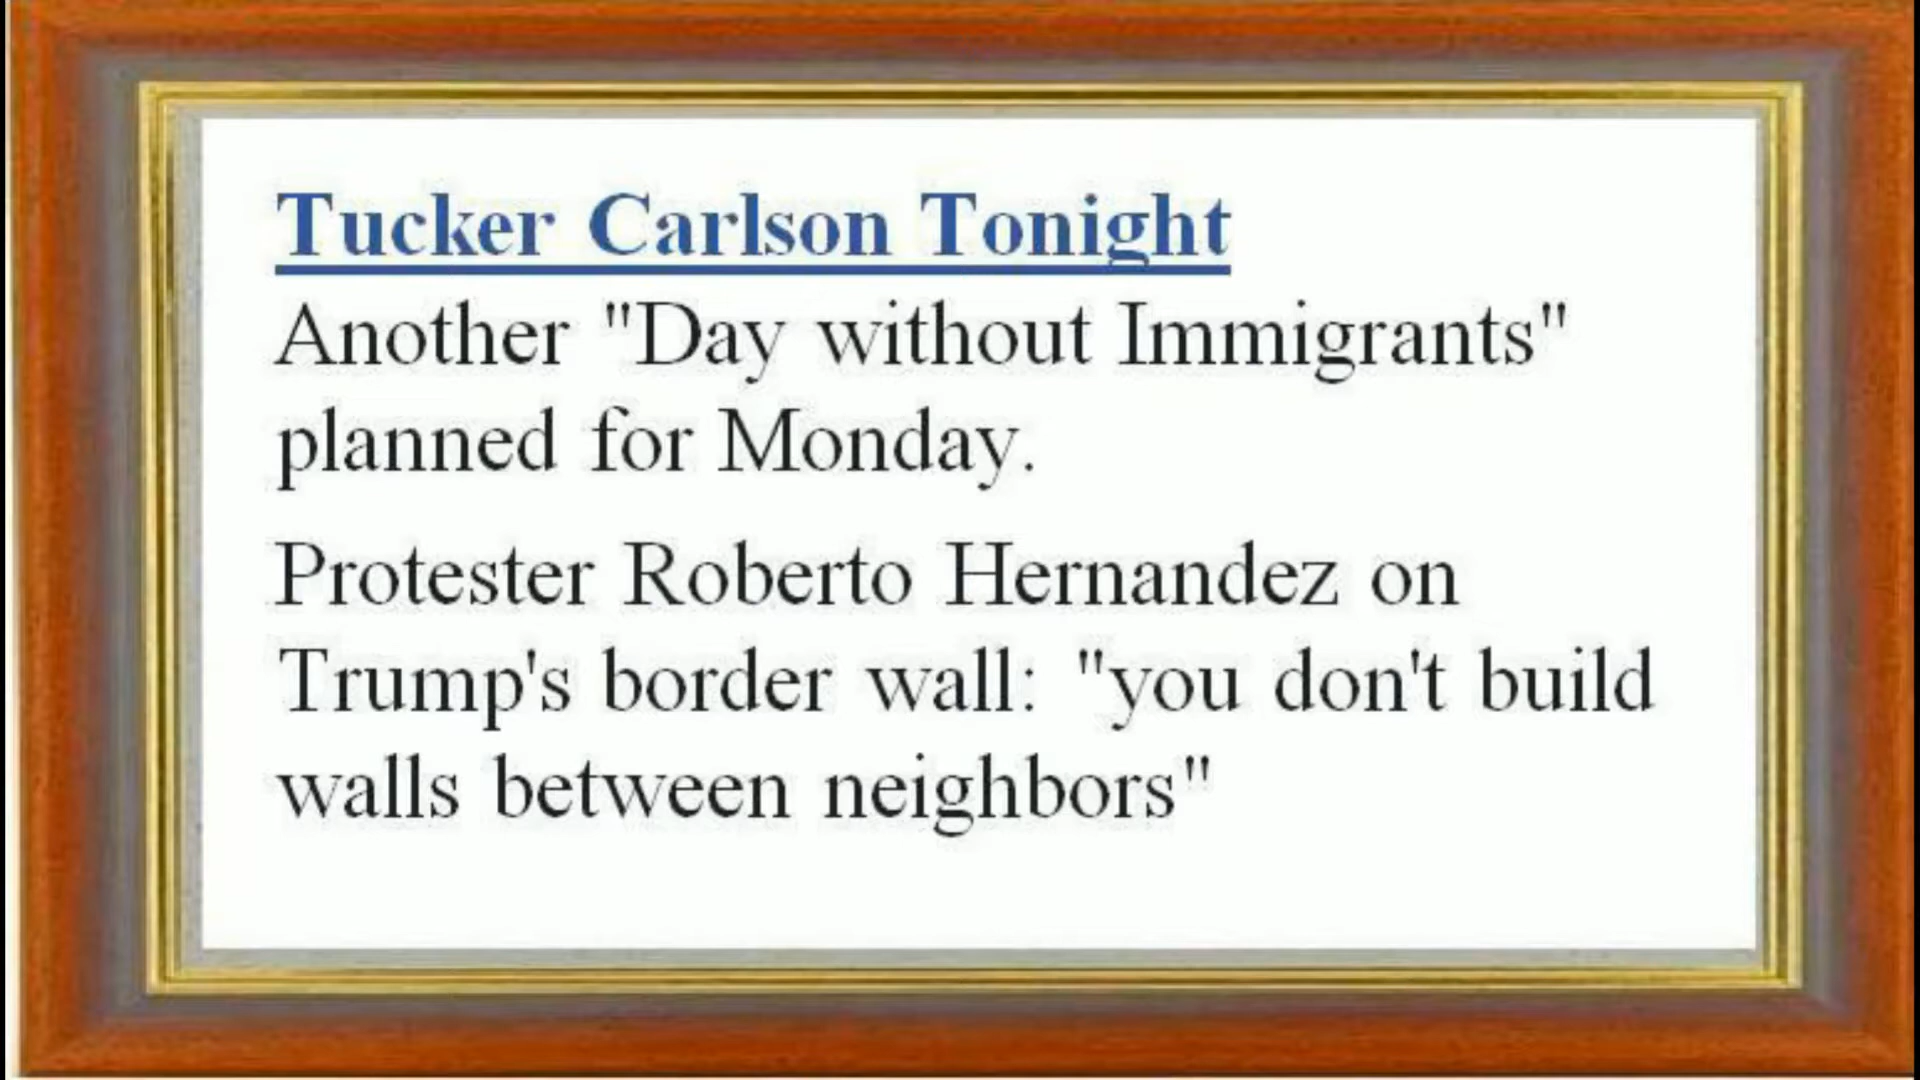 Tucker Carlson Tonight
Another "Day without Immigrants"
planned for Monday.
Protester Roberto Hernandez on
Trump's border wall: "you don't build
walls between neighbors"